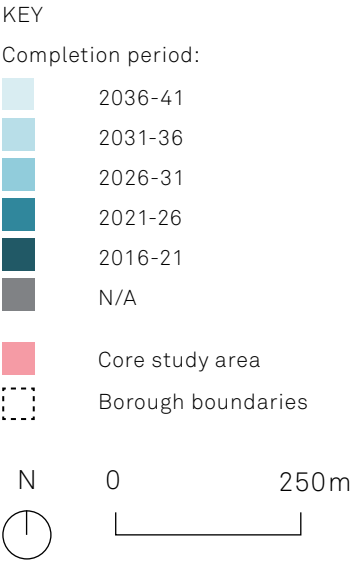 KEY
Completion period:
2036-41
2031-36
2026-31
2021-26
2016-21
N/A
Core study area
Borough boundaries
N 0 250m